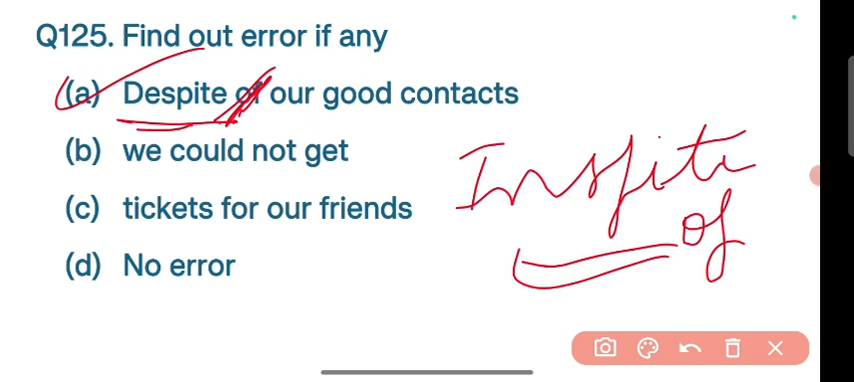 Q125. Find out error if any
(a) Despite of our good contacts
(b) we could not get
(c) tickets for our friends
(d) No error
Inspite
of